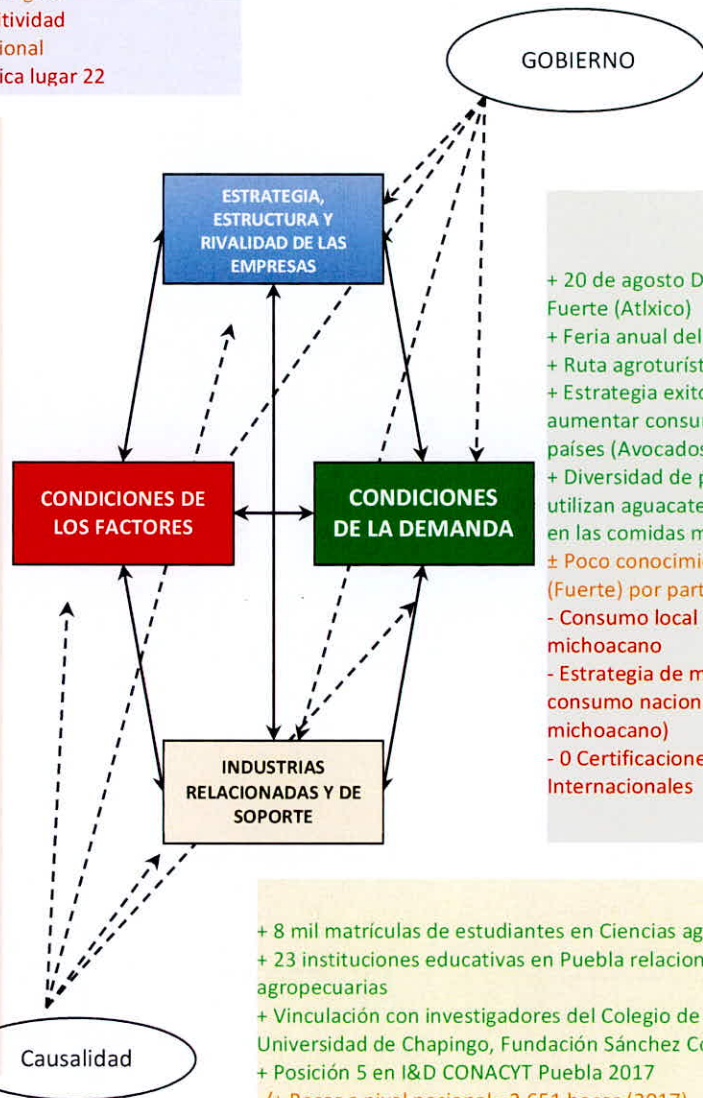 itividad
ional
ica lugar 22
GOBIERNO
ESTRATEGIA,
ESTRUCTURA Y
RIVALIDAD DE LAS
EMPRESAS
+ 20 de agosto D
Fuerte (Atlxico)
+ Feria anual del
+ Ruta agroturíst
+ Estrategia exito
aumentar consu
países (Avocados
+ Diversidad de p
utilizan aguacate
en las comidas m
± Poco conocimi
(Fuerte) por part
- Consumo local
michoacano
- Estrategia de m
consumo nacion
michoacano)
- 0 Certificacione
Internacionales
CONDICIONES DE
LOS FACTORES
CONDICIONES
DE LA DEMANDA
INDUSTRIAS
RELACIONADAS Y DE
SOPORTE
+ 8 mil matrículas de estudiantes en Ciencias ag
+ 23 instituciones educativas en Puebla relacion
agropecuarias
+ Vinculación con investigadores del Colegio de
Universidad de Chapingo, Fundación Sánchez Co
+ Posición 5 en I&D CONACYT Puebla 2017
Causalidad